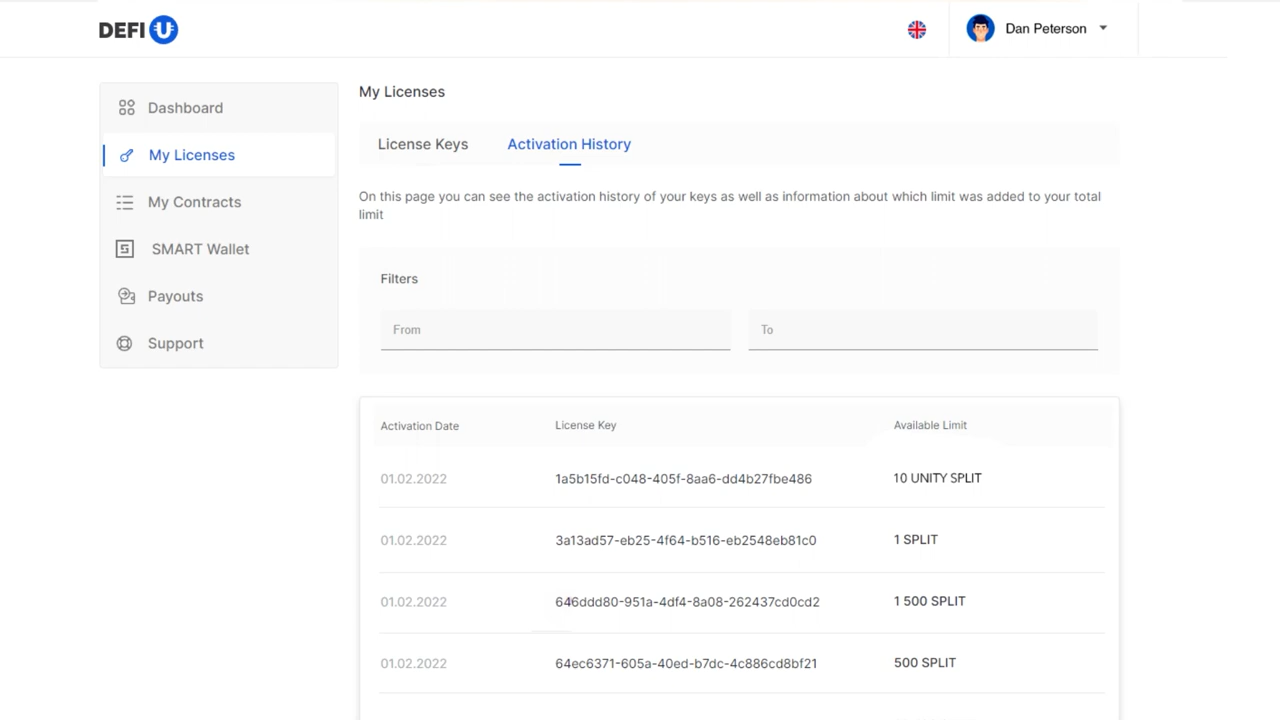 DEFI U
Dan Peterson
Dashboard
My Licenses
My Contracts
SMART Wallet
Payouts
Support
My Licenses
License Keys Activation History
On this page you can see the activation history of your keys as well as information about which limit was added to your total
limit
Filters
From To
Activation Date License Key Available Limit
01.02.2022 1a5b15fd-c048-405f-8aa6-dd4b27fbe486 10 UNITY SPLIT
01.02.2022 3a13ad57-eb25-4f64-b516-eb2548eb81c0 1 SPLIT
01.02.2022 646ddd80-951a-4df4-8a08-262437cd0cd2 1 500 SPLIT
01.02.2022 64ec6371-605a-40ed-b7dc-4c886cd8bf21 500 SPLIT